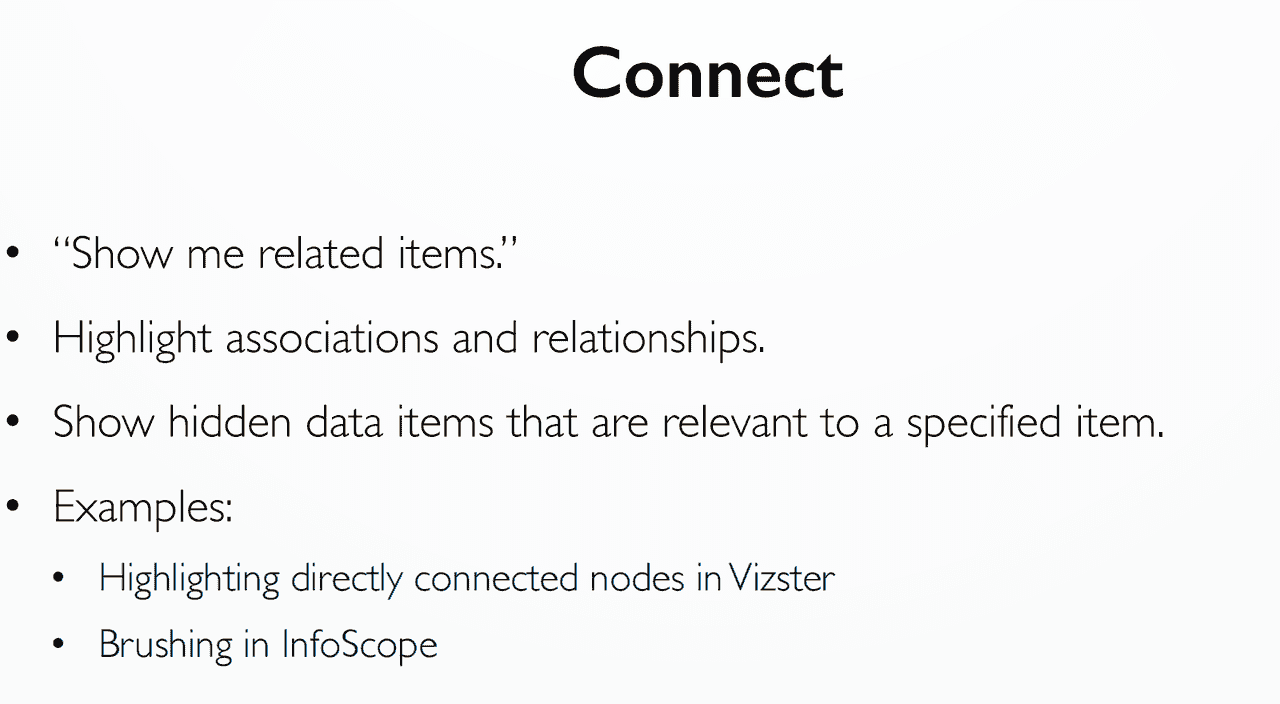 Connect
• “Show me related items.”
• Highlight associations and relationships.
• Show hidden data items that are relevant to a specified item.
• Examples:
• Highlighting directly connected nodes in Vizster
• Brushing in InfoScope